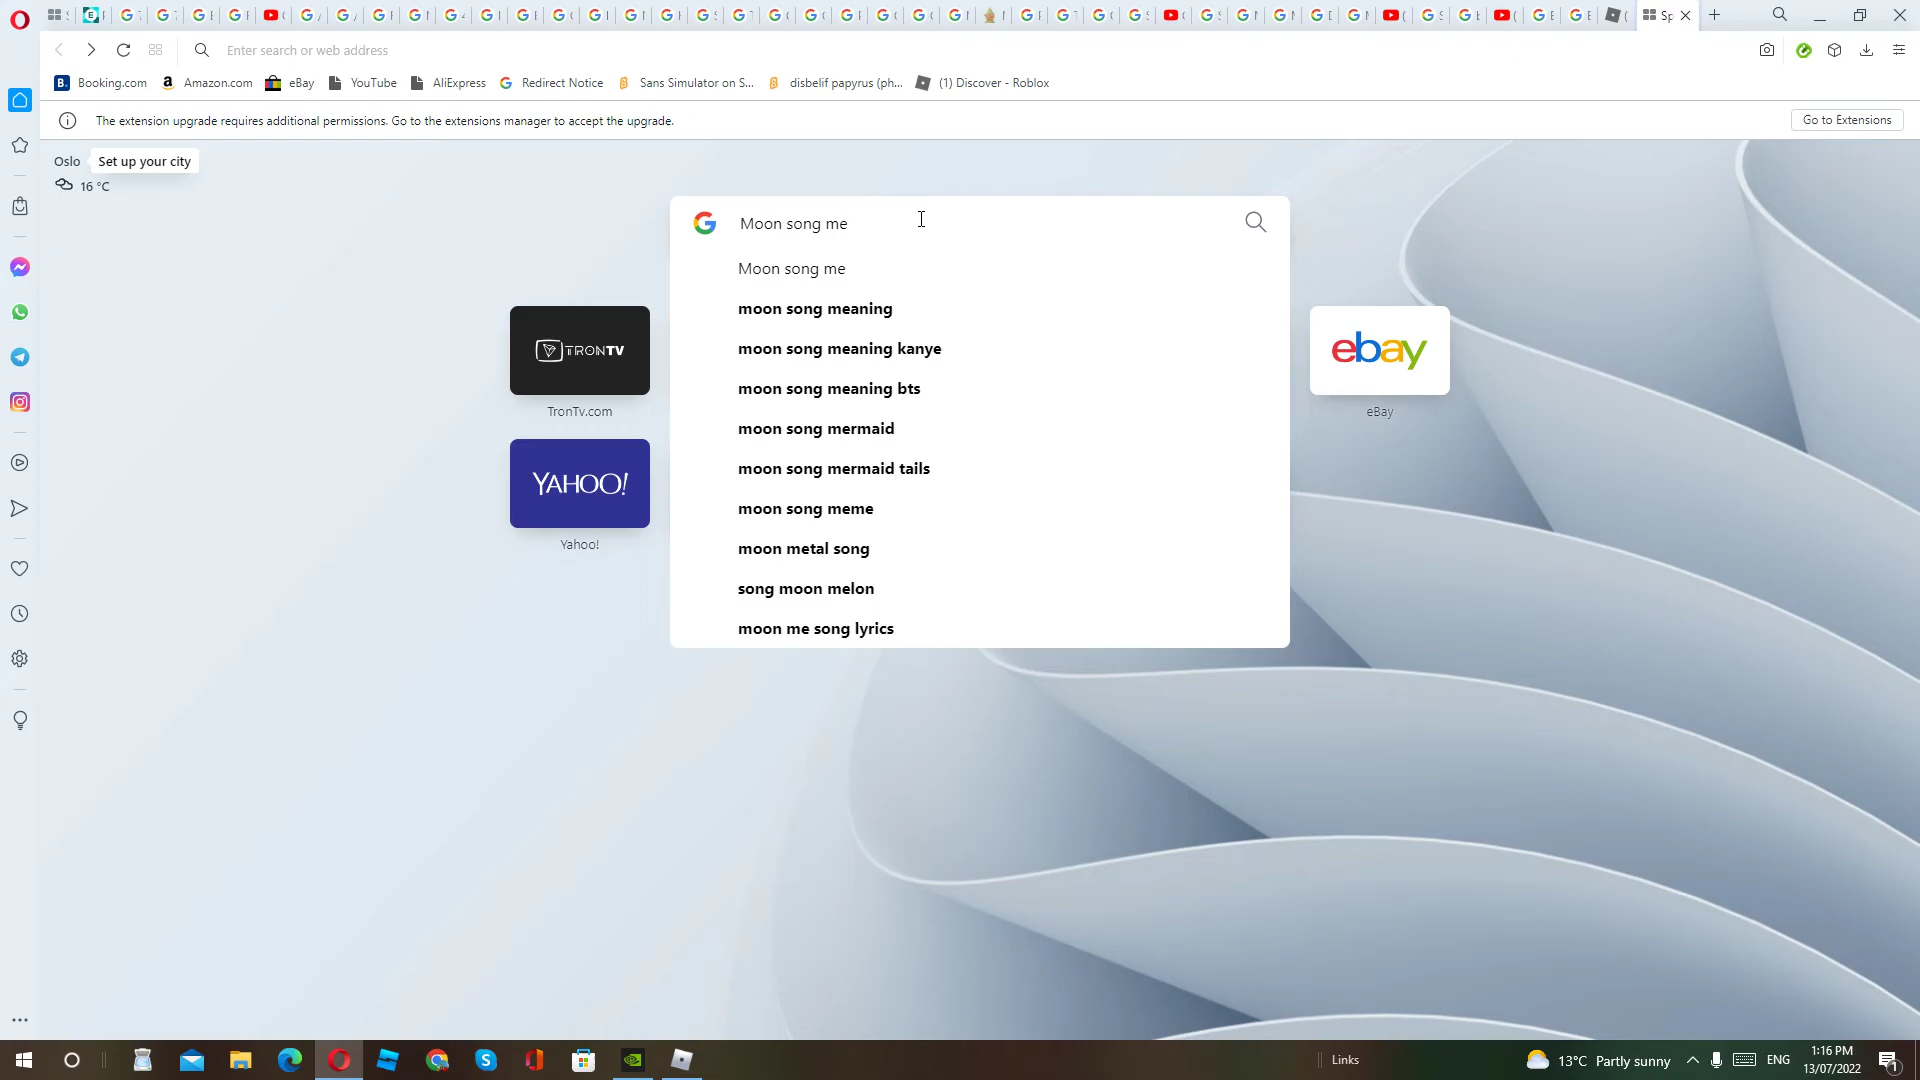 Sp
Enter search or web address
Booking.com
Amazon.com
eBay
YouTube
AliExpress
Redirect Notice
Sans Simulator on S...
disbelif papyrus (ph...
(1) Discover - Roblox
The extension upgrade requires additional permissions. Go to the extensions manager to accept the upgrade.
Go to Extensions
Oslo
Set up your city
16 °C
Moon song me
Moon song me
moon song meaning
moon song meaning kanye
moon song meaning bts
moon song mermaid
moon song mermaid tails
moon song meme
moon metal song
song moon melon
moon me song lyrics
TRONTV
TronTv.com
ebay
eBay
YAHOO!
Yahoo!
Links
13°C Partly sunny
ENG
1:16 PM
13/07/2022
1